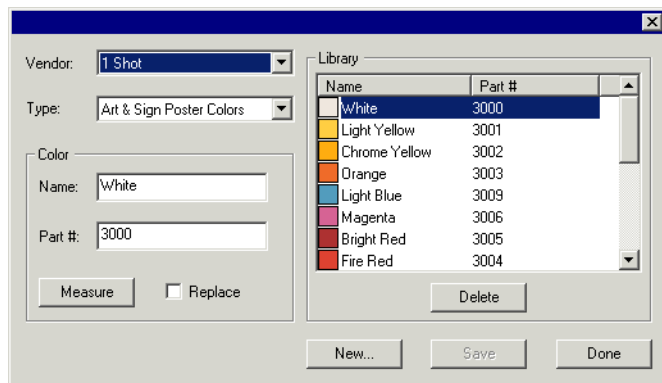 Vendor: 1 Shot
Type: Art & Sign Poster Colors
Color
Name: White
Part #: 3000
Measure Replace
Library
Name Part #
White 3000
Light Yellow 3001
Chrome Yellow 3002
Orange 3003
Light Blue 3009
Magenta 3006
Bright Red 3005
Fire Red 3004
Delete
New... Save Done